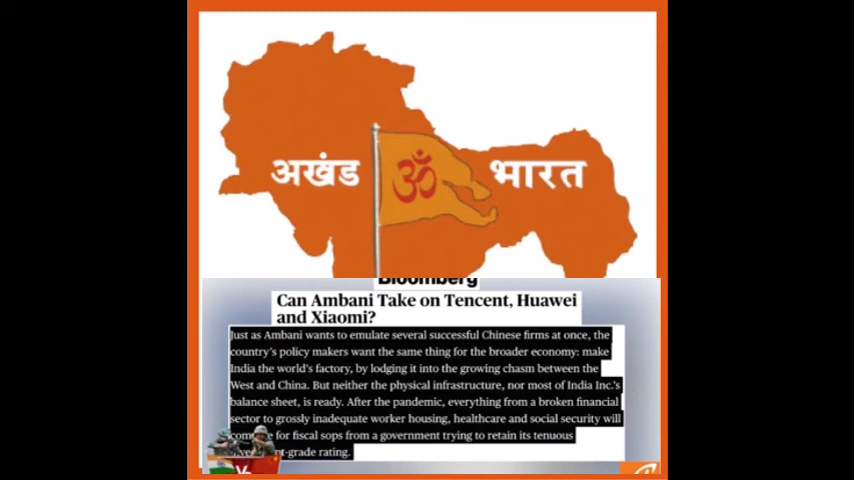 अखंड ॐ भारत
Bloomberg
Can Ambani Take on Tencent, Huawei
and Xiaomi?
Just as Ambani wants to emulate several successful Chinese firms at once, the
country's policy makers want the same thing for the broader economy: make
India the world's factory, by lodging it into the growing chasm between the
West and China. But neither the physical infrastructure, nor most of India Inc.'s
balance sheet, is ready. After the pandemic, everything from a broken financial
sector to grossly inadequate worker housing, healthcare and social security will
for fiscal sops from a government trying to retain its tenuous
rating.